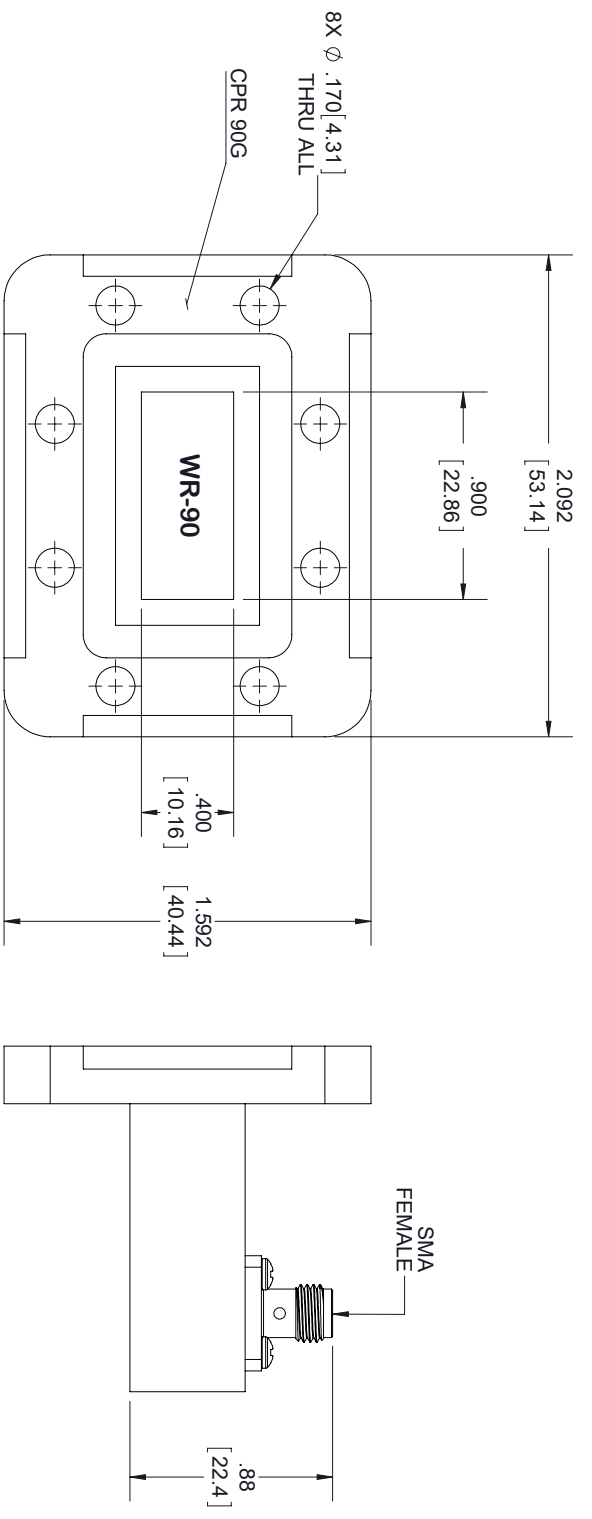 8X Ø .170[4.31]
THRU ALL
CPR 90G
2.092
[53.14]
.900
[22.86]
WR-90
.400
[10.16]
1.592
[40.44]
SMA
FEMALE
.88
[22.4]